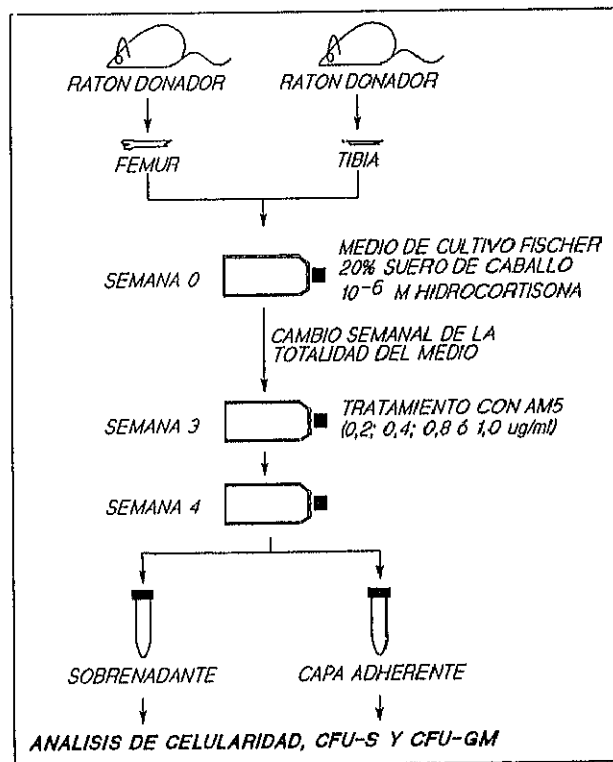 RATON DONADOR
RATON DONADOR
FEMUR
TIBIA
SEMANA 0
MEDIO DE CULTIVO FISCHER
20% SUERO DE CABALLO
10⁻⁶ M HIDROCORTISONA
CAMBIO SEMANAL DE LA
TOTALIDAD DEL MEDIO
SEMANA 3
TRATAMIENTO CON AM5
(0,2; 0,4; 0,8 ó 1,0 ug/ml)
SEMANA 4
SOBRENADANTE
CAPA ADHERENTE
ANALISIS DE CELULARIDAD, CFU-S Y CFU-GM